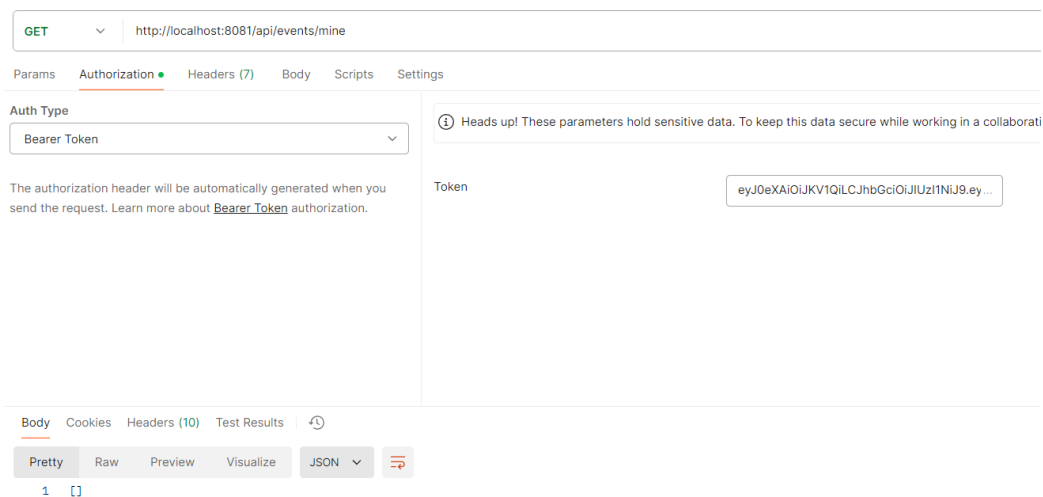 GET http://localhost:8081/api/events/mine
Params Authorization Headers (7) Body Scripts Settings
Auth Type
Bearer Token
Heads up! These parameters hold sensitive data. To keep this data secure while working in a collaborati
The authorization header will be automatically generated when you
send the request. Learn more about Bearer Token authorization.
Token
eyJ0eXAiOiJKV1QiLCJhbGciOiJIUzI1NiJ9.ey...
Body Cookies Headers (10) Test Results
Pretty Raw Preview Visualize JSON
1 []